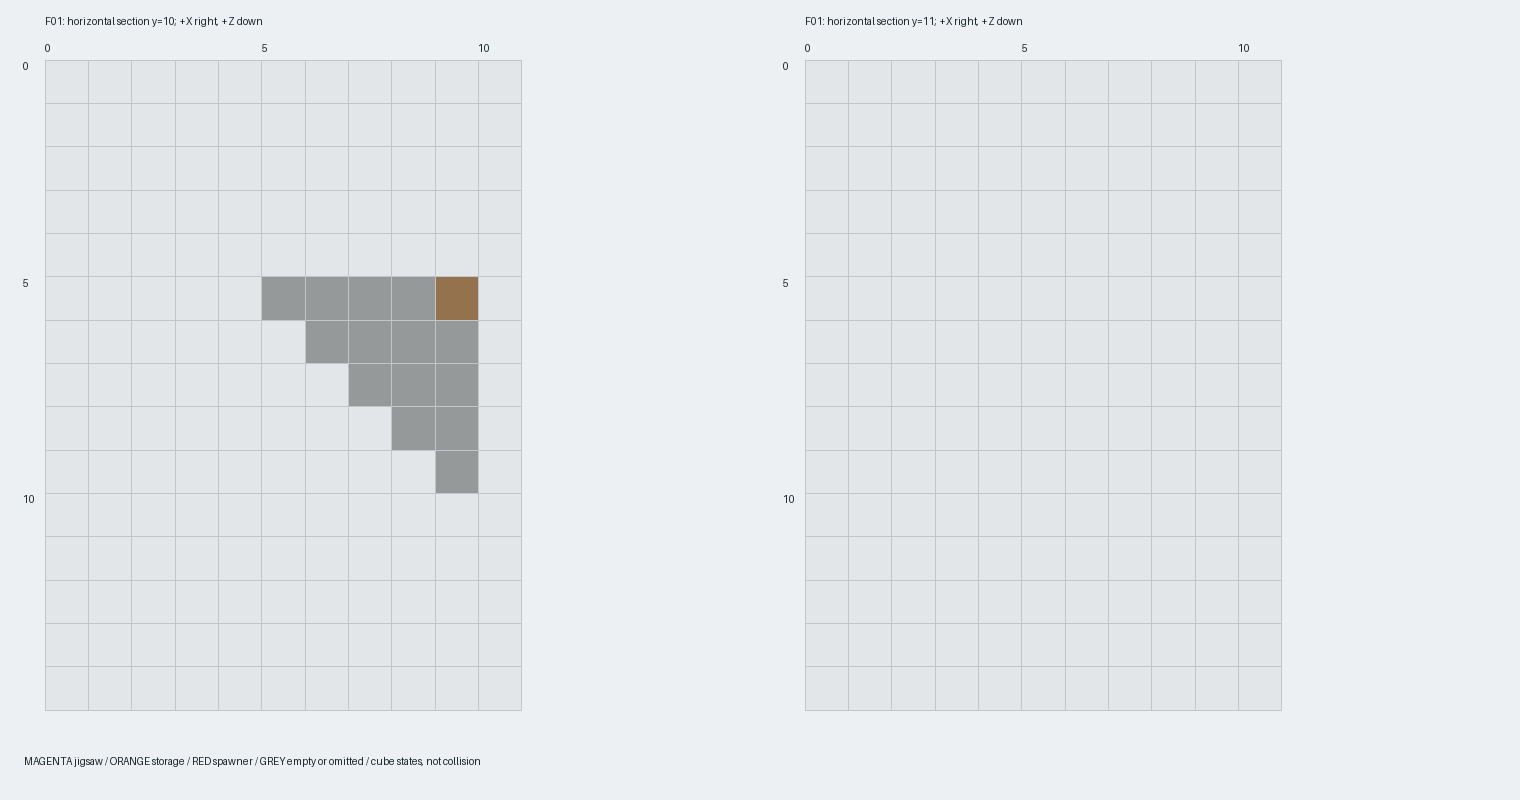 F01: horizontal section y=10; +X right, +Z down
0 5 10
0
5
10
F01: horizontal section y=11; +X right, +Z down
0 5 10
0
5
10
MAGENTA jigsaw / ORANGE storage / RED spawner / GREY empty or omitted / cube states, not collision